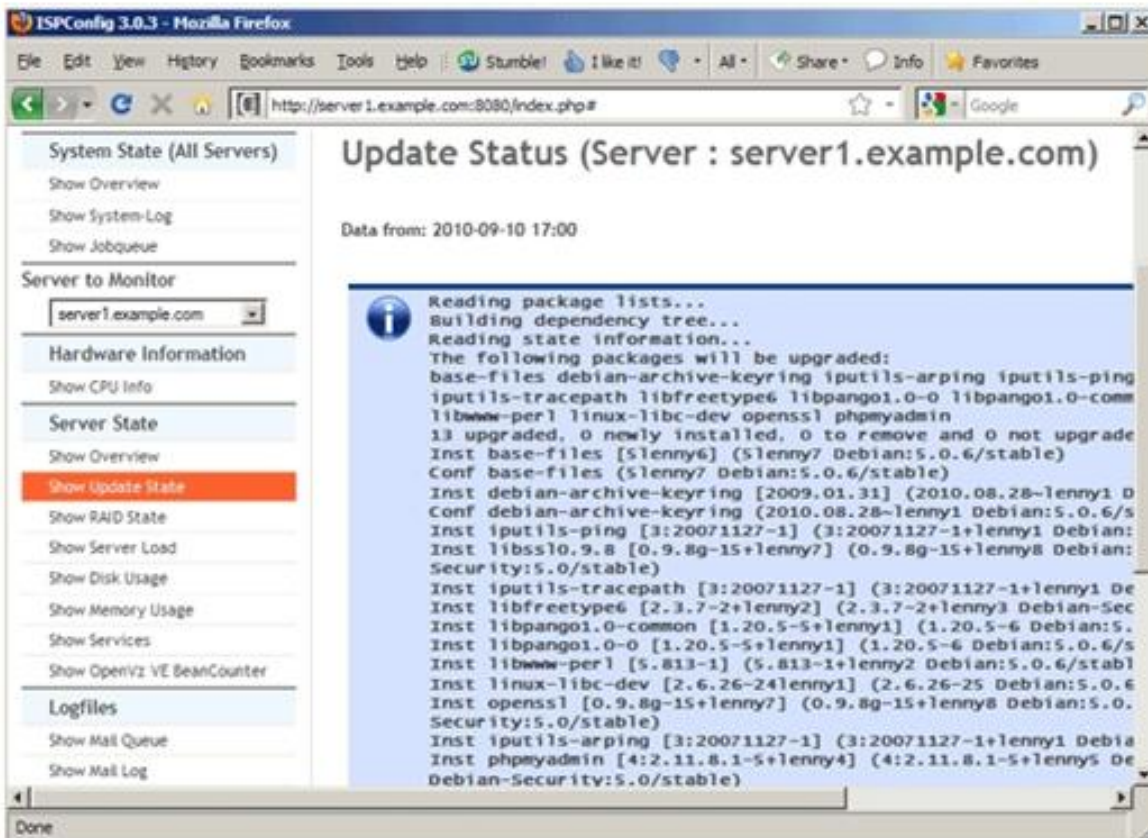 ISPConfig 3.0.3 - Mozilla Firefox
File Edit View History Bookmarks Tools Help Stumble! I like it! All Share Info Favorites
http://server1.example.com:8080/index.php#
Google
System State (All Servers)
Show Overview
Show System-Log
Show Jobqueue
Server to Monitor
server1.example.com
Hardware Information
Show CPU Info
Server State
Show Overview
Show Update State
Show RAID State
Show Server Load
Show Disk Usage
Show Memory Usage
Show Services
Show OpenVz VE BeanCounter
Logfiles
Show Mail Queue
Show Mail Log
Update Status (Server : server1.example.com)
Data from: 2010-09-10 17:00
Reading package lists...
Building dependency tree...
Reading state information...
The following packages will be upgraded:
base-files debian-archive-keyring iputils-arping iputils-ping
iputils-tracepath libfreetype6 libpango1.0-0 libpango1.0-comm
libwww-perl linux-libc-dev openssl phpmyadmin
13 upgraded, 0 newly installed, 0 to remove and 0 not upgrade
Inst base-files [5lenny6] (5lenny7 Debian:5.0.6/stable)
Conf base-files (5lenny7 Debian:5.0.6/stable)
Inst debian-archive-keyring [2009.01.31] (2010.08.28~lenny1 D
Conf debian-archive-keyring (2010.08.28~lenny1 Debian:5.0.6/s
Inst iputils-ping [3:20071127-1] (3:20071127-1+lenny1 Debian:
Inst libssl0.9.8 [0.9.8g-15+lenny7] (0.9.8g-15+lenny8 Debian:
Security:5.0/stable)
Inst iputils-tracepath [3:20071127-1] (3:20071127-1+lenny1 De
Inst libfreetype6 [2.3.7-2+lenny2] (2.3.7-2+lenny3 Debian-Sec
Inst libpango1.0-common [1.20.5-5+lenny1] (1.20.5-6 Debian:5.
Inst libpango1.0-0 [1.20.5-5+lenny1] (1.20.5-6 Debian:5.0.6/s
Inst libwww-perl [5.813-1] (5.813-1+lenny2 Debian:5.0.6/stabl
Inst linux-libc-dev [2.6.26-24lenny1] (2.6.26-25 Debian:5.0.6
Inst openssl [0.9.8g-15+lenny7] (0.9.8g-15+lenny8 Debian:5.0.
Security:5.0/stable)
Inst iputils-arping [3:20071127-1] (3:20071127-1+lenny1 Debia
Inst phpmyadmin [4:2.11.8.1-5+lenny4] (4:2.11.8.1-5+lenny5 De
Debian-Security:5.0/stable)
Done